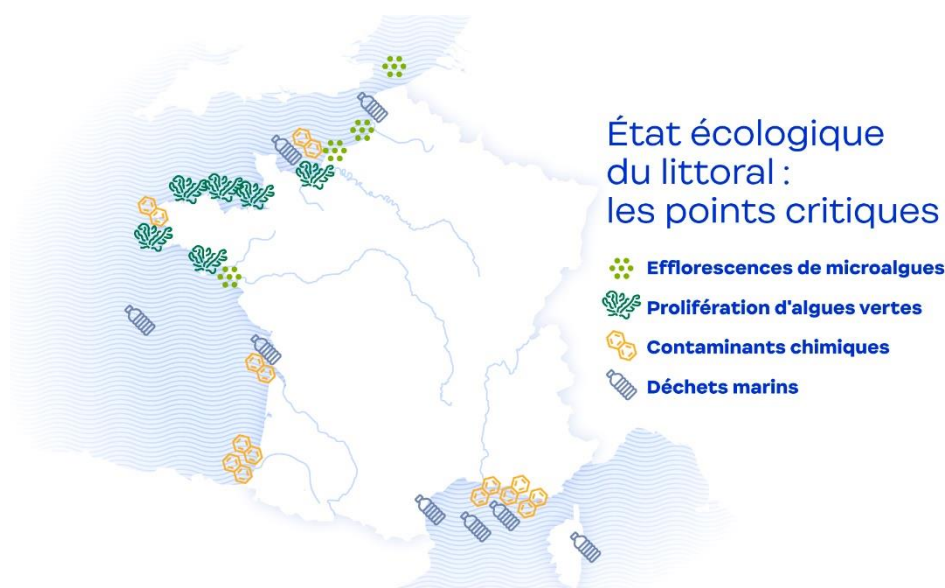 État écologique
du littoral :
les points critiques
Efflorescences de microalgues
Prolifération d'algues vertes
Contaminants chimiques
Déchets marins